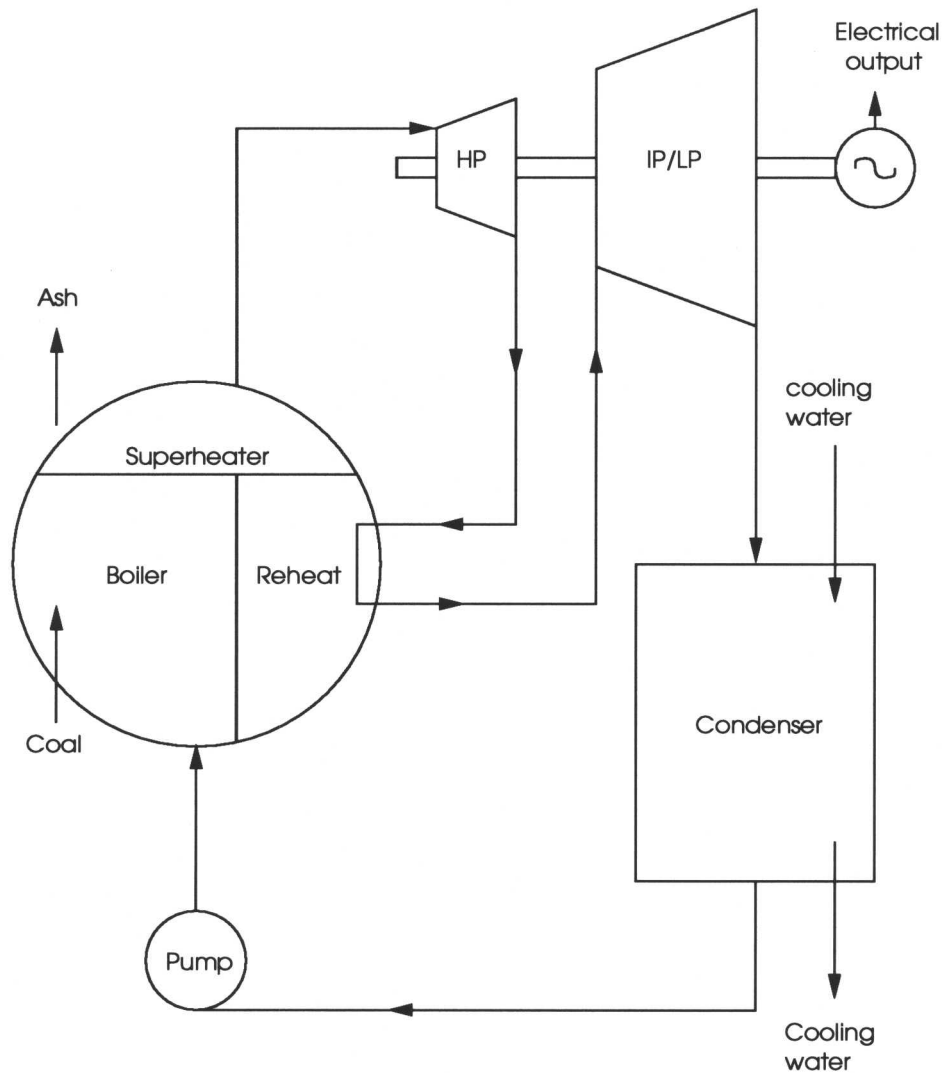 Electrical
output
HP
IP/LP
Ash
cooling
water
Superheater
Boiler
Reheat
Condenser
Coal
Pump
Cooling
water